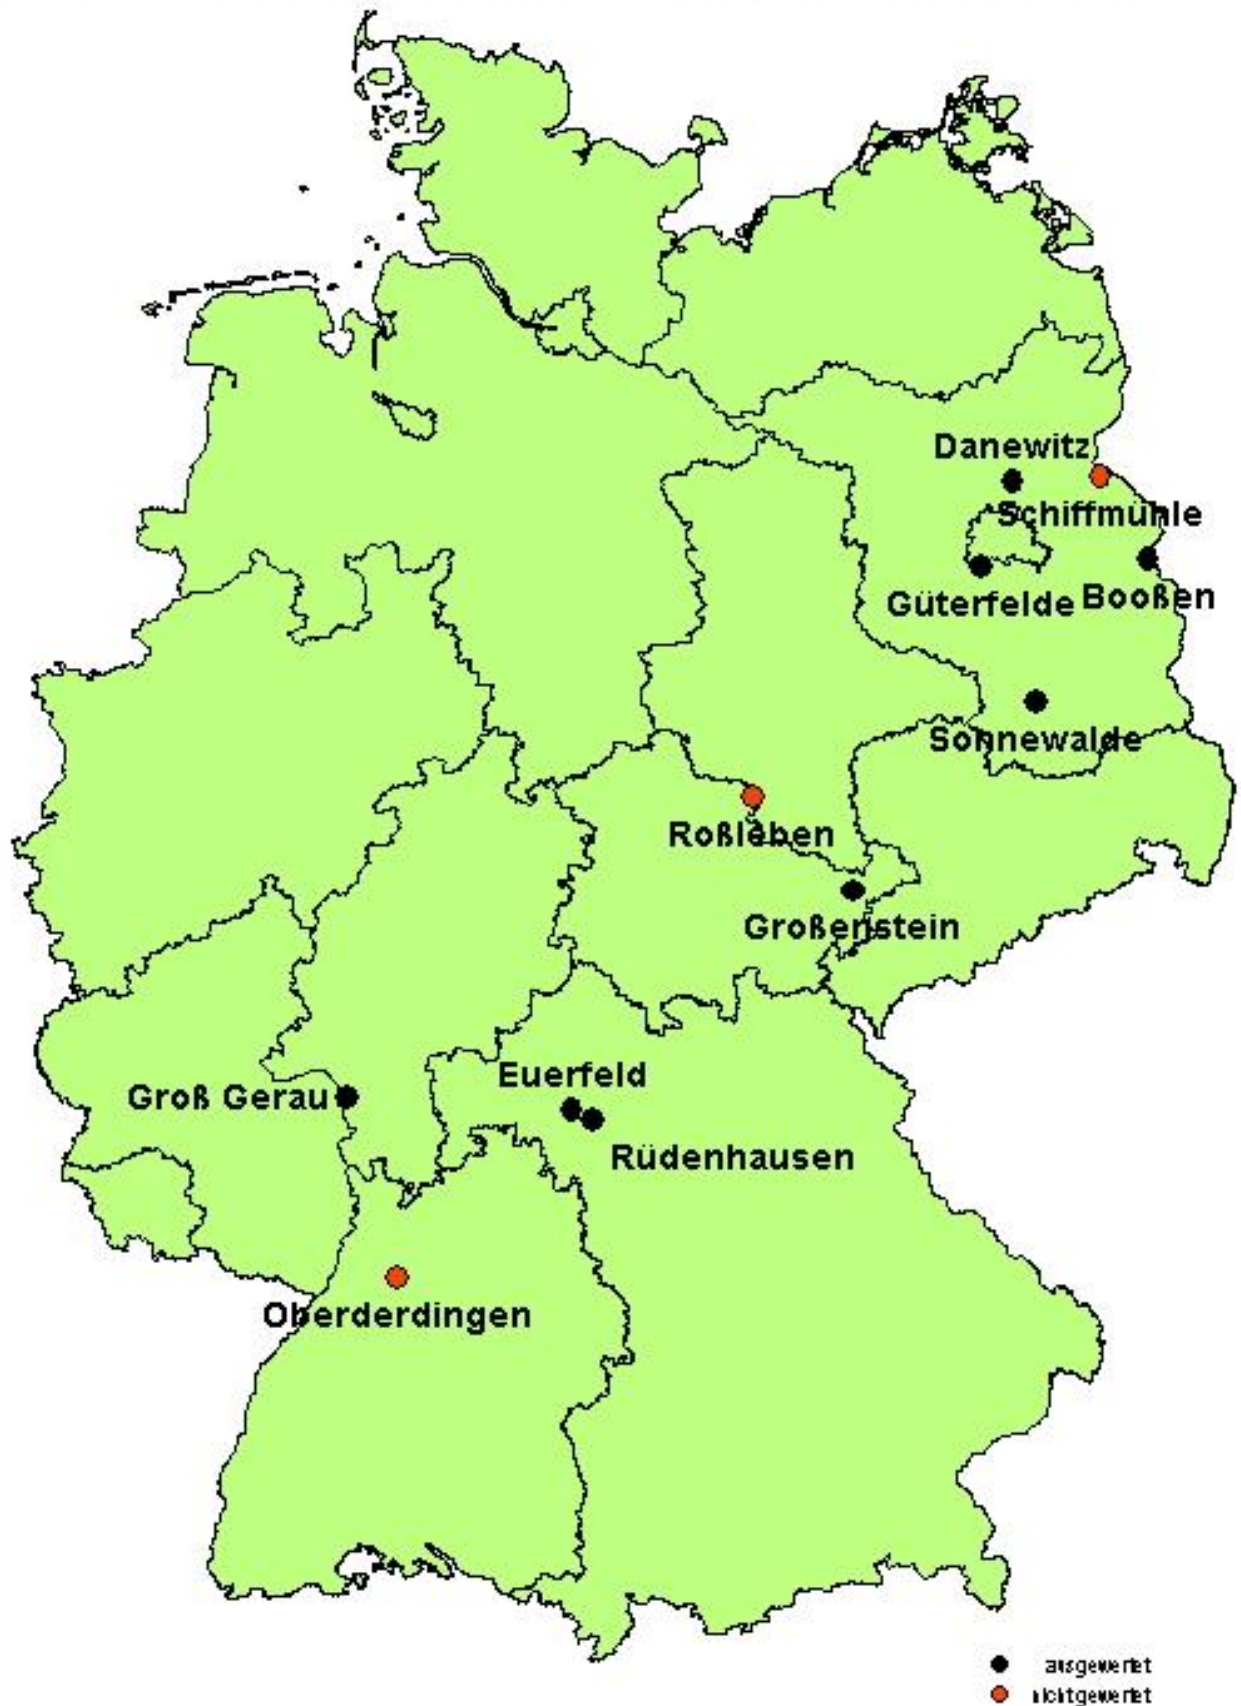 Danewitz
Schiffmühle
Güterfelde
Booßen
Sonnewalde
Roßleben
Großenstein
Euerfeld
Groß Gerau
Rüdenhausen
Oberderdingen
ausgewertet
nichtgewertet